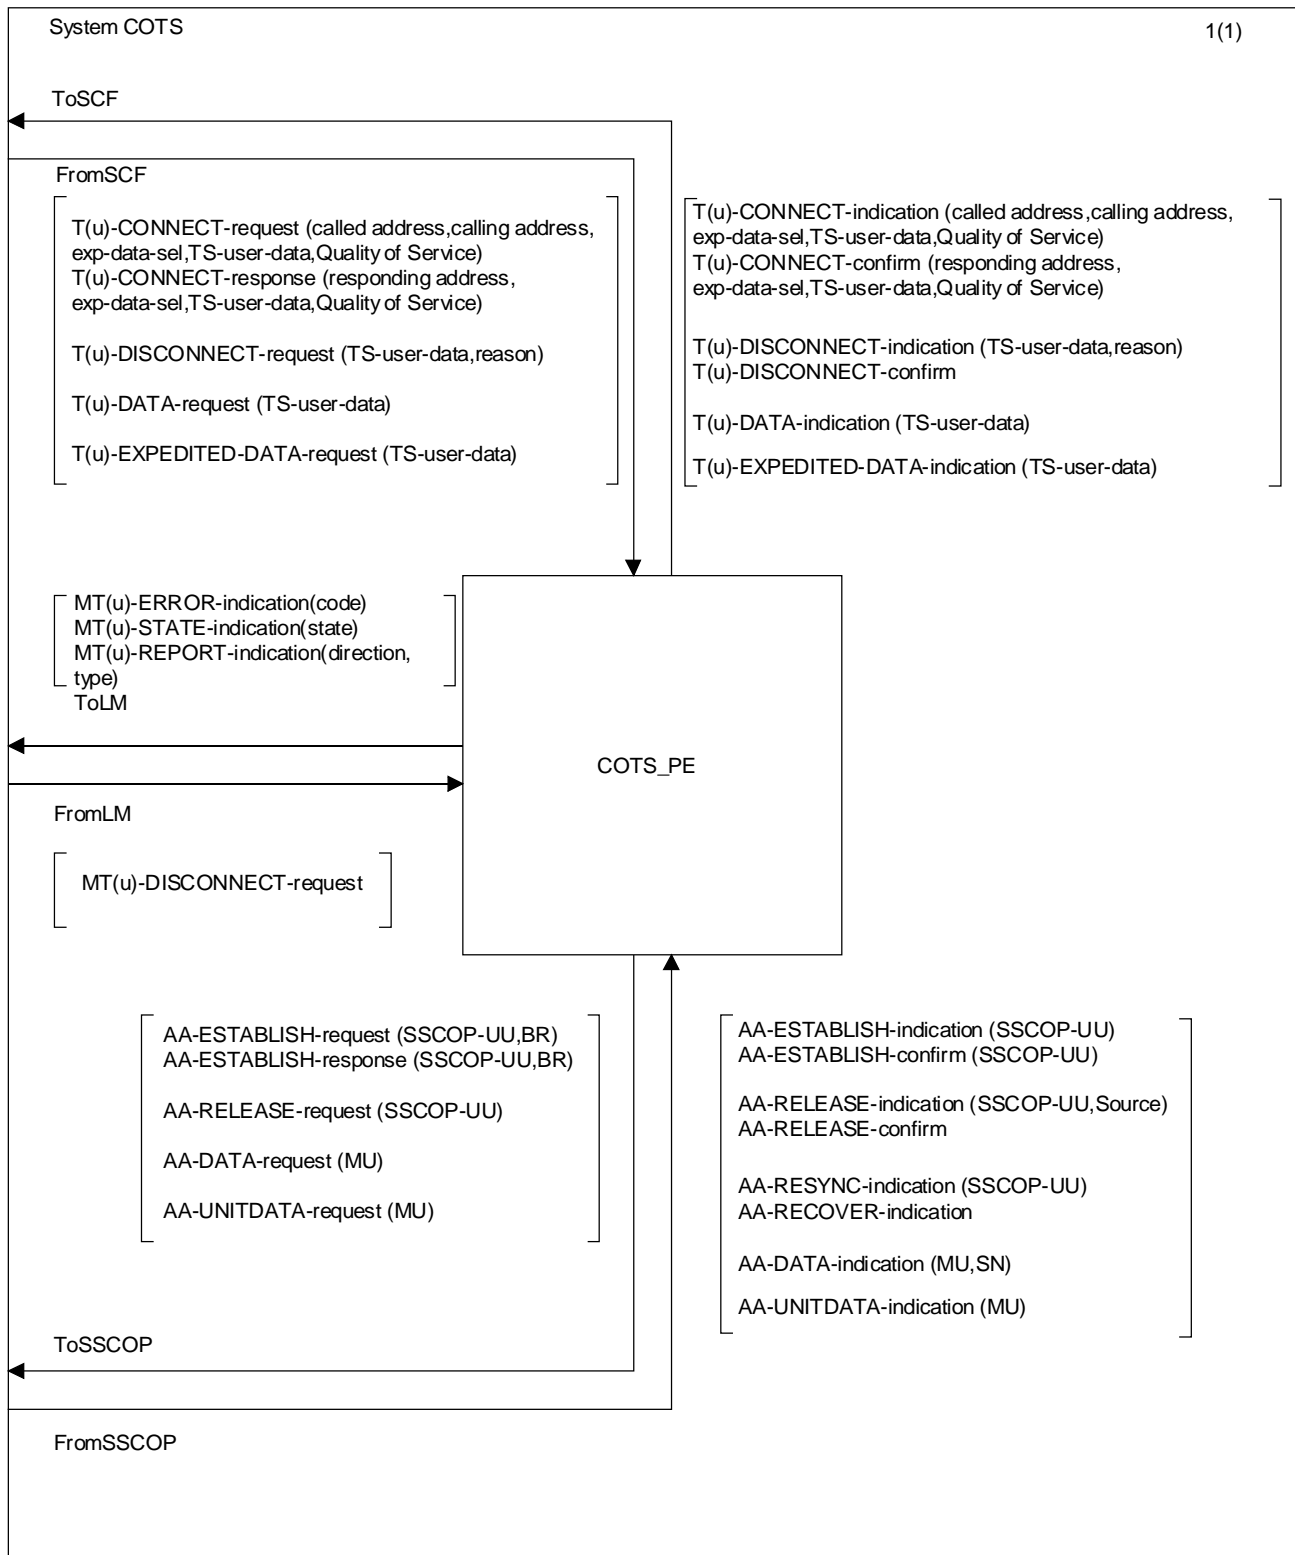 System COTS
1(1)
ToSCF
FromSCF
T(u)-CONNECT-request (called address,calling address,
exp-data-sel,TS-user-data,Quality of Service)
T(u)-CONNECT-response (responding address,
exp-data-sel,TS-user-data,Quality of Service)
T(u)-DISCONNECT-request (TS-user-data,reason)
T(u)-DATA-request (TS-user-data)
T(u)-EXPEDITED-DATA-request (TS-user-data)
T(u)-CONNECT-indication (called address,calling address,
exp-data-sel,TS-user-data,Quality of Service)
T(u)-CONNECT-confirm (responding address,
exp-data-sel,TS-user-data,Quality of Service)
T(u)-DISCONNECT-indication (TS-user-data,reason)
T(u)-DISCONNECT-confirm
T(u)-DATA-indication (TS-user-data)
T(u)-EXPEDITED-DATA-indication (TS-user-data)
MT(u)-ERROR-indication(code)
MT(u)-STATE-indication(state)
MT(u)-REPORT-indication(direction,
type)
ToLM
COTS_PE
FromLM
MT(u)-DISCONNECT-request
AA-ESTABLISH-request (SSCOP-UU,BR)
AA-ESTABLISH-response (SSCOP-UU,BR)
AA-RELEASE-request (SSCOP-UU)
AA-DATA-request (MU)
AA-UNITDATA-request (MU)
AA-ESTABLISH-indication (SSCOP-UU)
AA-ESTABLISH-confirm (SSCOP-UU)
AA-RELEASE-indication (SSCOP-UU,Source)
AA-RELEASE-confirm
AA-RESYNC-indication (SSCOP-UU)
AA-RECOVER-indication
AA-DATA-indication (MU,SN)
AA-UNITDATA-indication (MU)
ToSSCOP
FromSSCOP